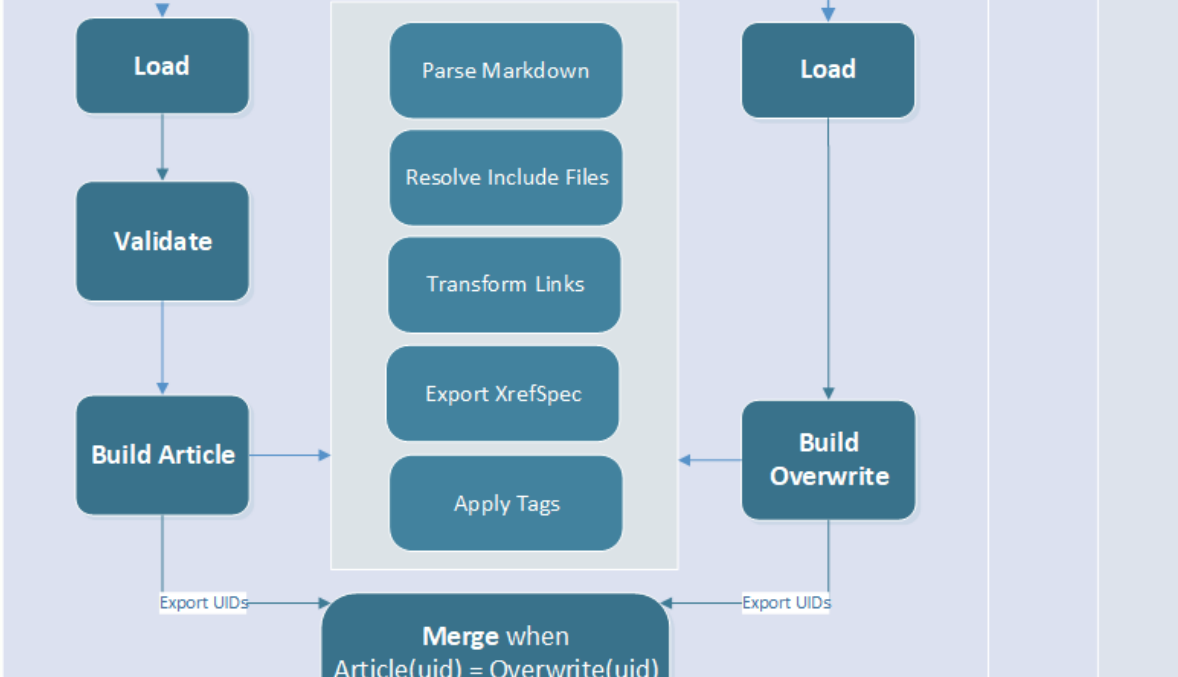 Load
Validate
Build Article
Export UIDs
Parse Markdown
Resolve Include Files
Transform Links
Export XrefSpec
Apply Tags
Load
Build
Overwrite
Export UIDs
Merge when
Article(uid) = Overwrite(uid)